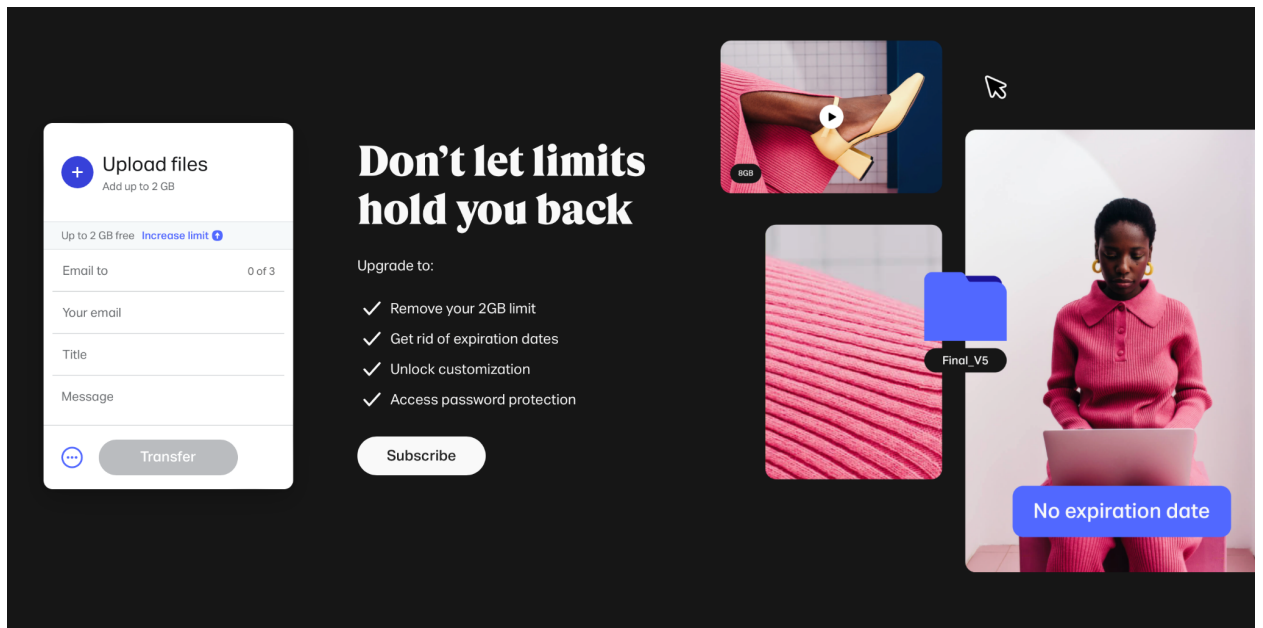 Upload files
Add up to 2 GB
Up to 2 GB free Increase limit
Email to 0 of 3
Your email
Title
Message
Transfer
Don't let limits
hold you back
Upgrade to:
Remove your 2GB limit
Get rid of expiration dates
Unlock customization
Access password protection
Subscribe
8GB
Final_V5
No expiration date